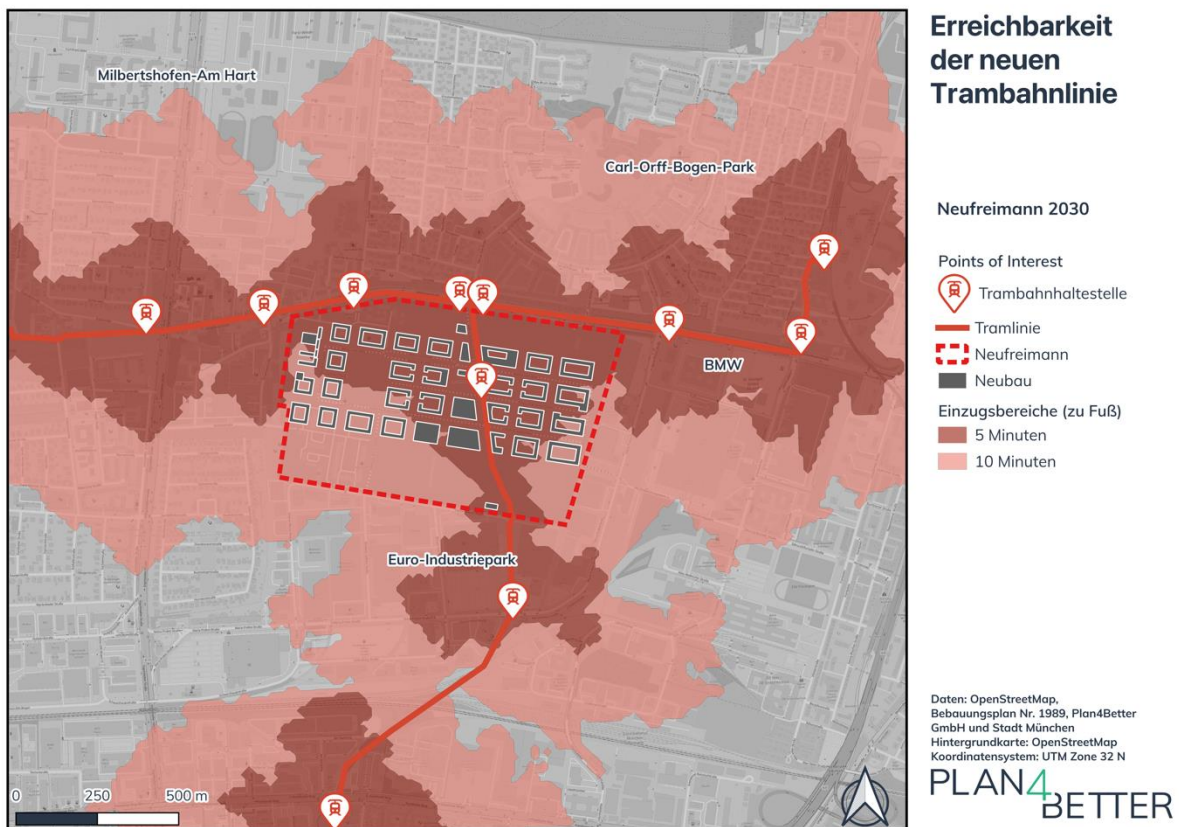 Erreichbarkeit
der neuen
Trambahnlinie
Neufreimann 2030
Points of Interest
Trambahnhaltestelle
Tramlinie
Neufreimann
Neubau
Einzugsbereiche (zu Fuß)
5 Minuten
10 Minuten
Milbertshofen-Am Hart
Carl-Orff-Bogen-Park
BMW
Euro-Industriepark
0 250 500 m
Daten: OpenStreetMap,
Bebauungsplan Nr. 1989, Plan4Better
GmbH und Stadt München
Hintergrundkarte: OpenStreetMap
Koordinatensystem: UTM Zone 32 N
PLAN4
BETTER